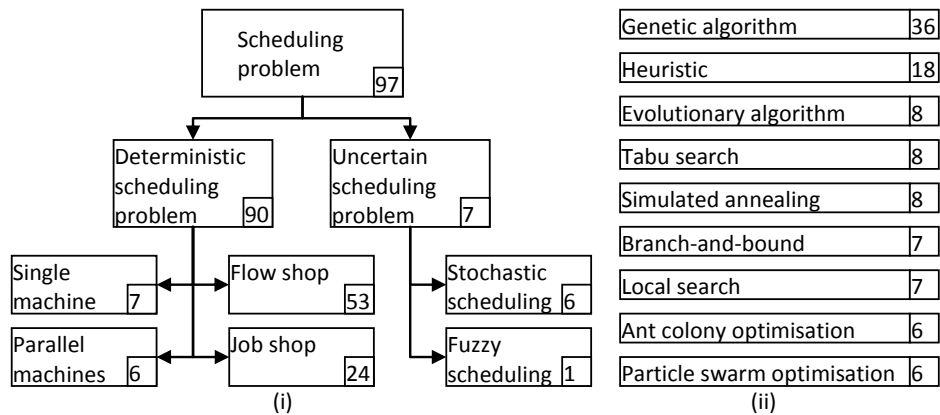 Scheduling
problem
97
Deterministic
scheduling
problem
90
Uncertain
scheduling
problem
7
Single
machine
7
Flow shop
53
Stochastic
scheduling
6
Parallel
machines
6
Job shop
24
Fuzzy
scheduling
1
(i)
Genetic algorithm 36
Heuristic 18
Evolutionary algorithm 8
Tabu search 8
Simulated annealing 8
Branch-and-bound 7
Local search 7
Ant colony optimisation 6
Particle swarm optimisation 6
(ii)